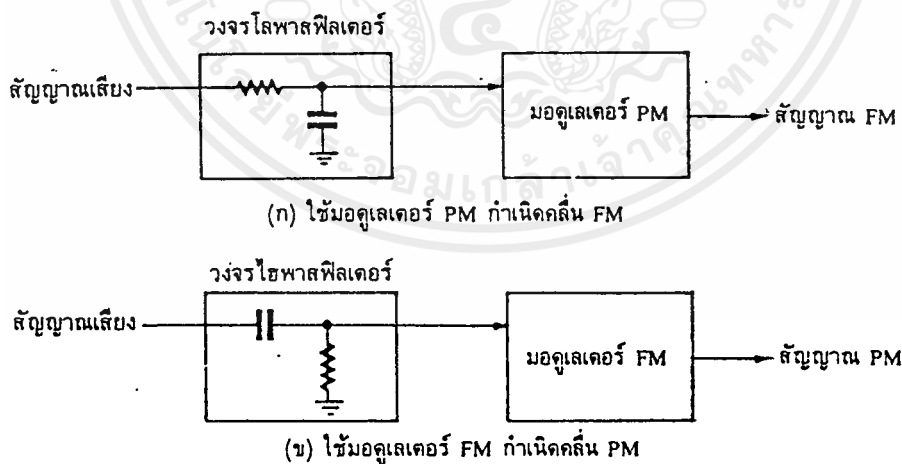 วงจรโลพาสฟิลเตอร์
สัญญาณเสียง
มอดูเลเตอร์ PM
สัญญาณ FM
(ก) ใช้มอดูเลเตอร์ PM กำเนิดคลื่น FM
วงจรไฮพาสฟิลเตอร์
สัญญาณเสียง
มอดูเลเตอร์ FM
สัญญาณ PM
(ข) ใช้มอดูเลเตอร์ FM กำเนิดคลื่น PM